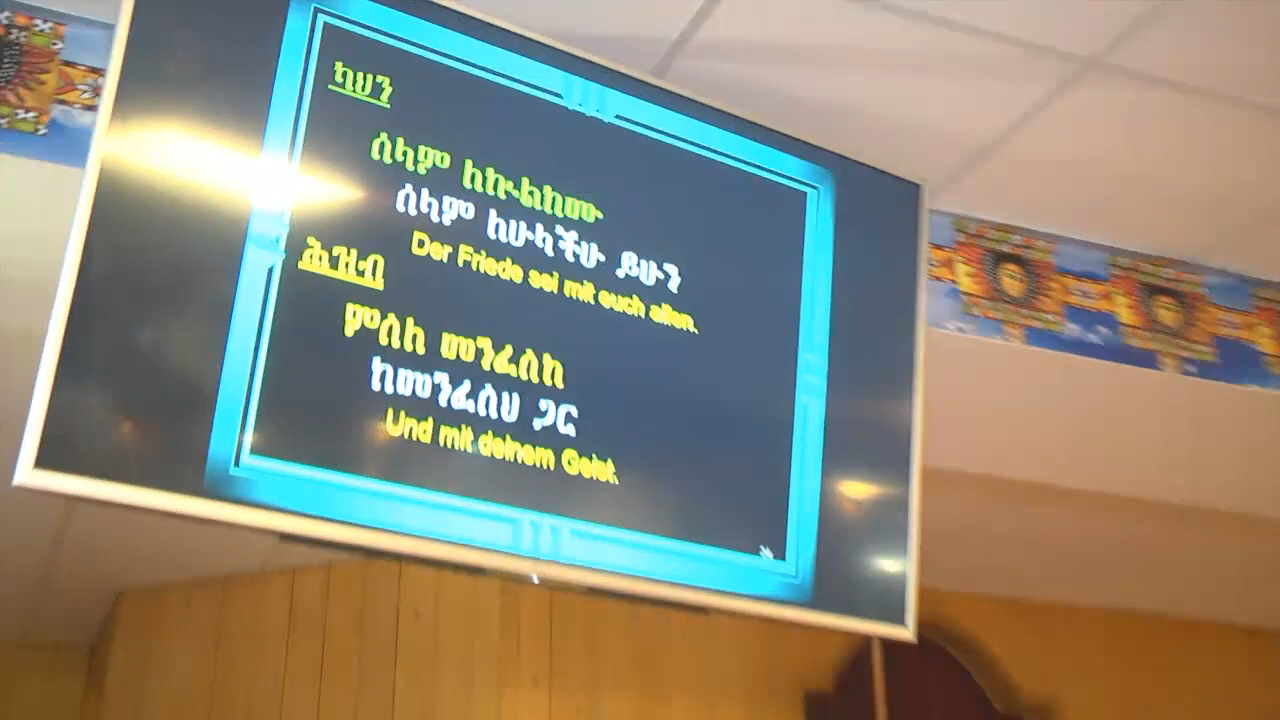 ካህን
ሰላም ለኩልክሙ
ሰላም ለሁላችሁ ይሁን
Der Friede sei mit euch allen.
ሕዝብ
ምስለ መንፈስከ
ከመንፈስህ ጋር
Und mit deinem Geist.